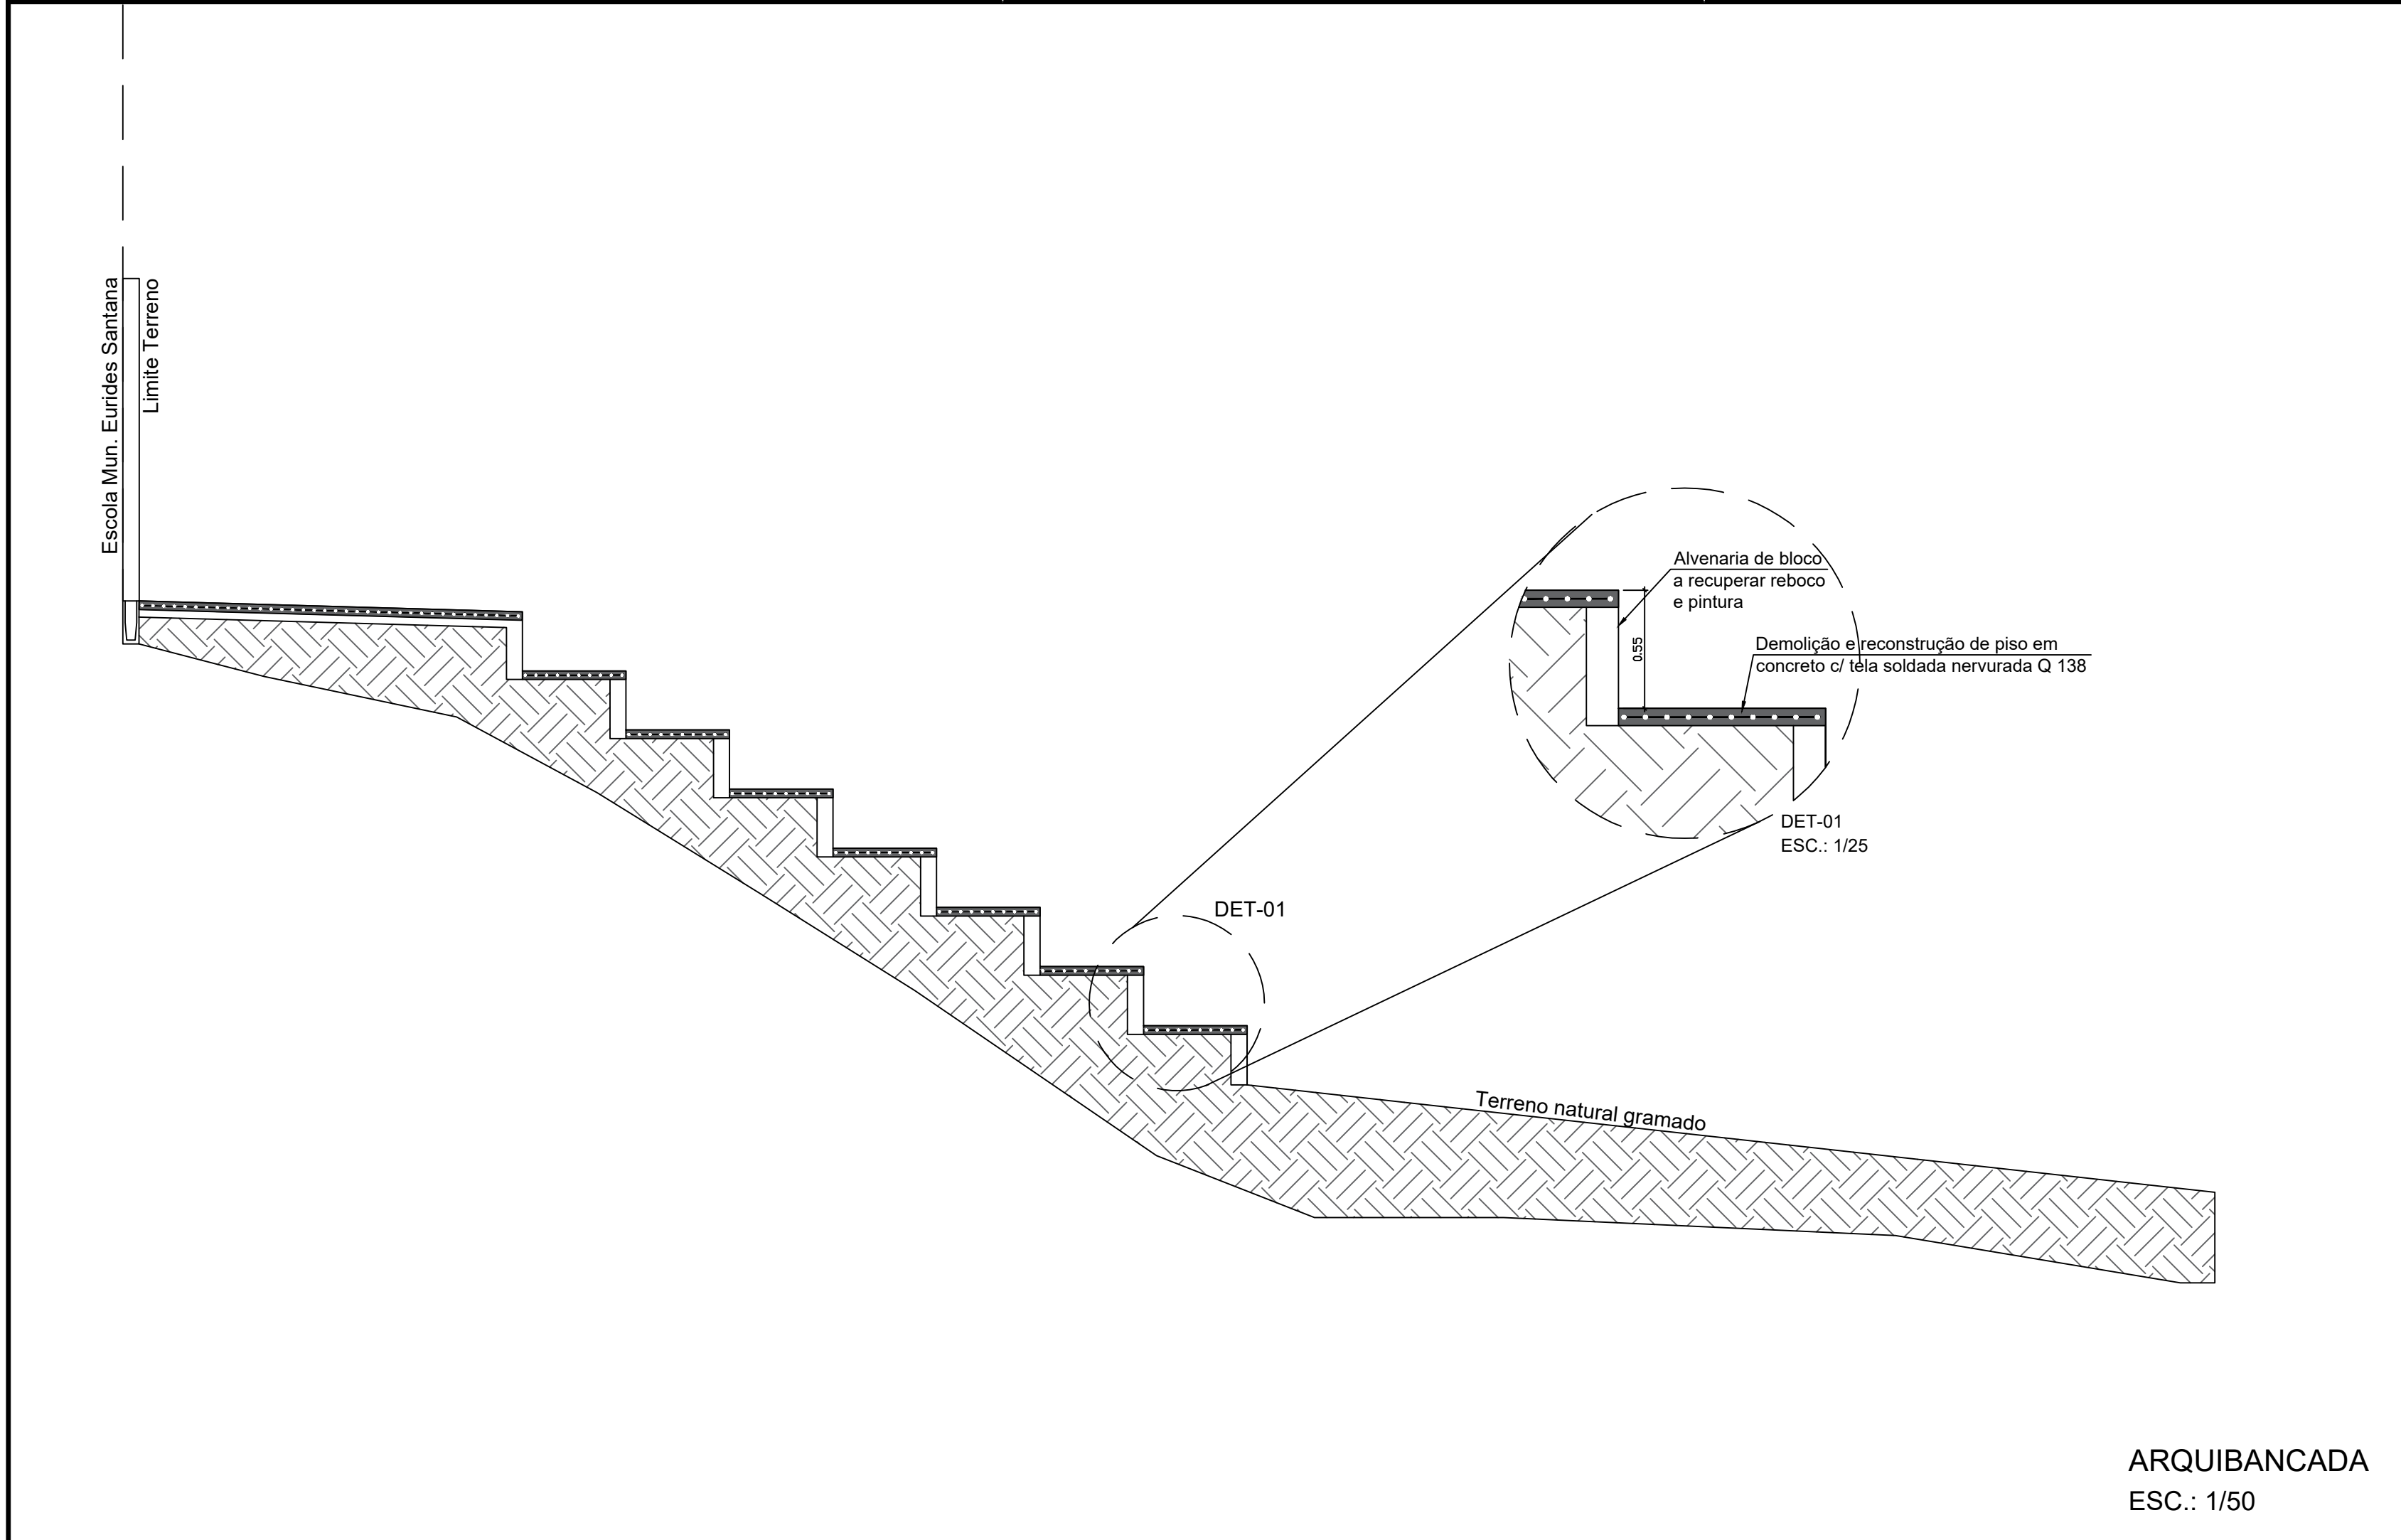 Escola Mun. Eurides Santana
Limite Terreno
Alvenaria de bloco
a recuperar reboco
e pintura
0.55
Demolição e reconstrução de piso em
concreto c/ tela soldada nervurada Q 138
DET-01
ESC.: 1/25
DET-01
Terreno natural gramado
ARQUIBANCADA
ESC.: 1/50